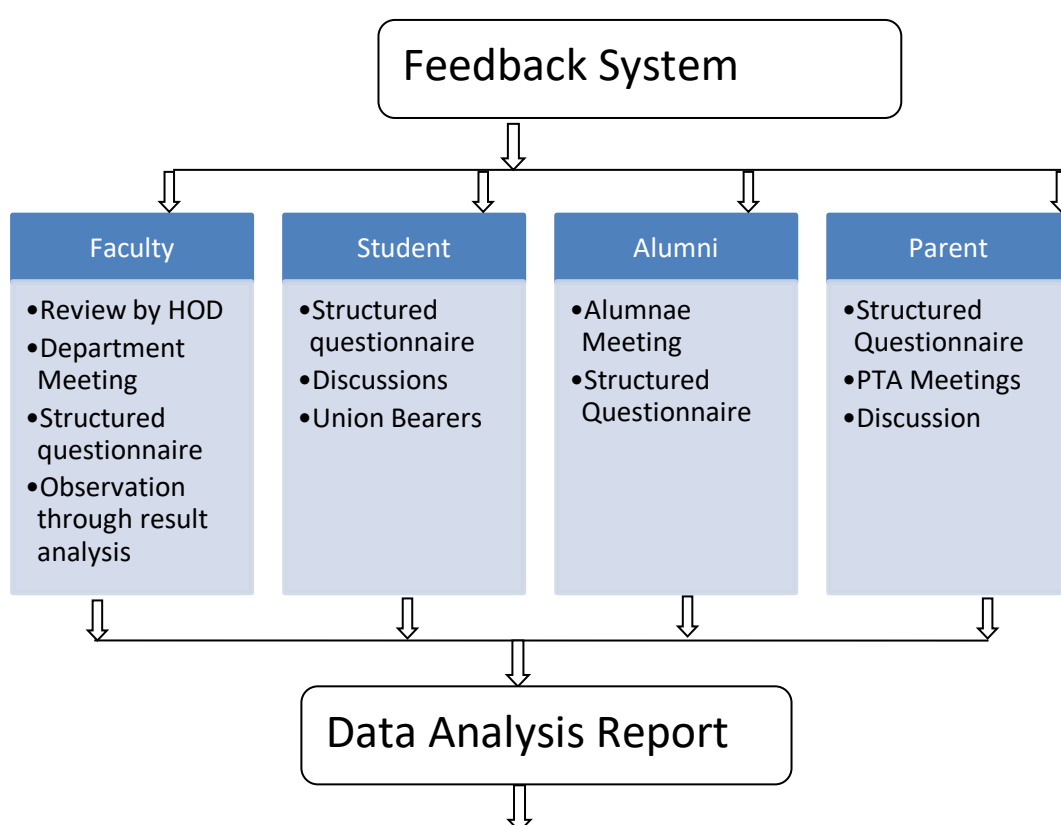 Feedback System
Faculty
•Review by HOD
•Department
Meeting
•Structured
questionnaire
•Observation
through result
analysis
Student
•Structured
questionnaire
•Discussions
•Union Bearers
Alumni
•Alumnae
Meeting
•Structured
Questionnaire
Parent
•Structured
Questionnaire
•PTA Meetings
•Discussion
Data Analysis Report